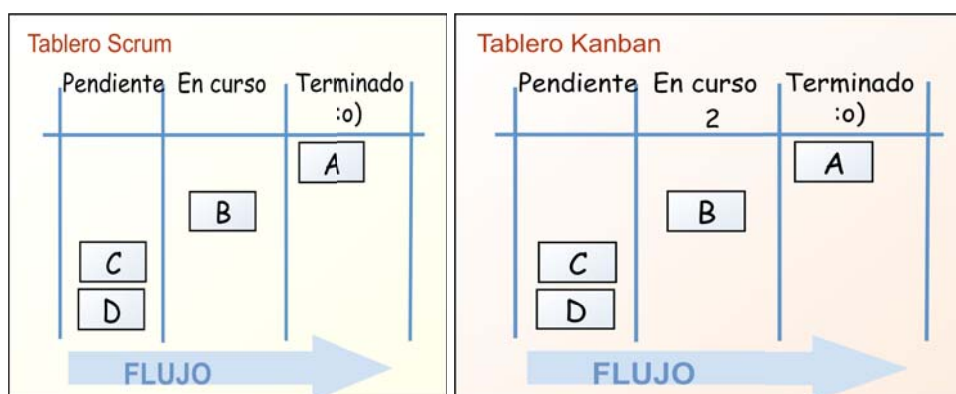 Tablero Scrum
Pendiente En curso Terminado
:o)
A
B
C
D
FLUJO
Tablero Kanban
Pendiente En curso Terminado
2 :o)
A
B
C
D
FLUJO